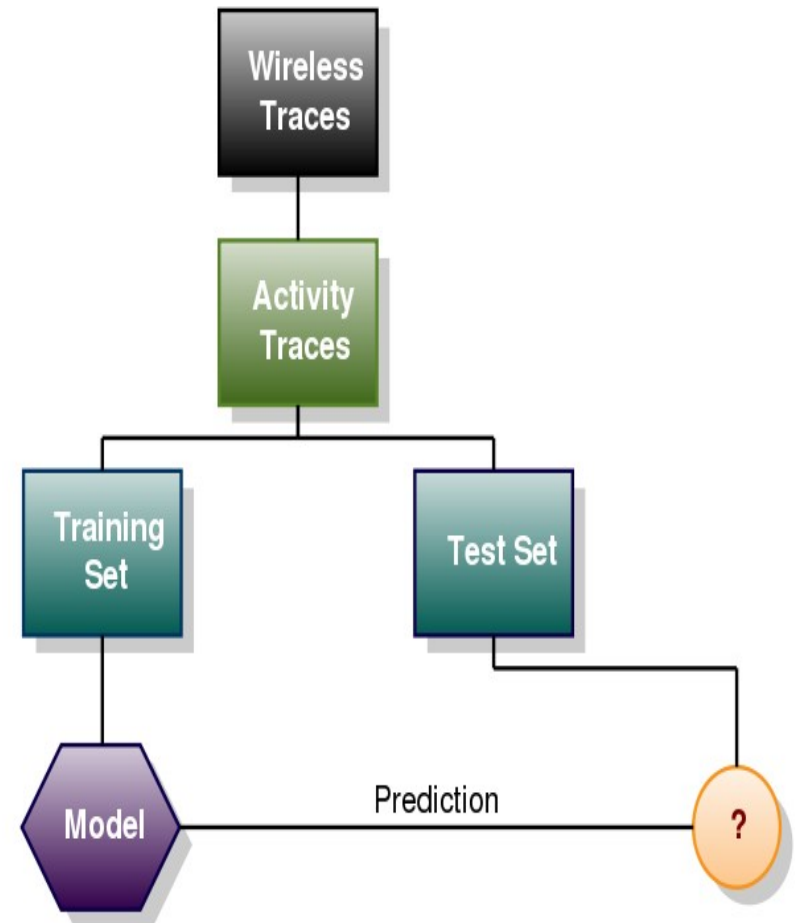 Wireless
Traces
Activity
Traces
Training
Set
Test Set
Model
Prediction
?